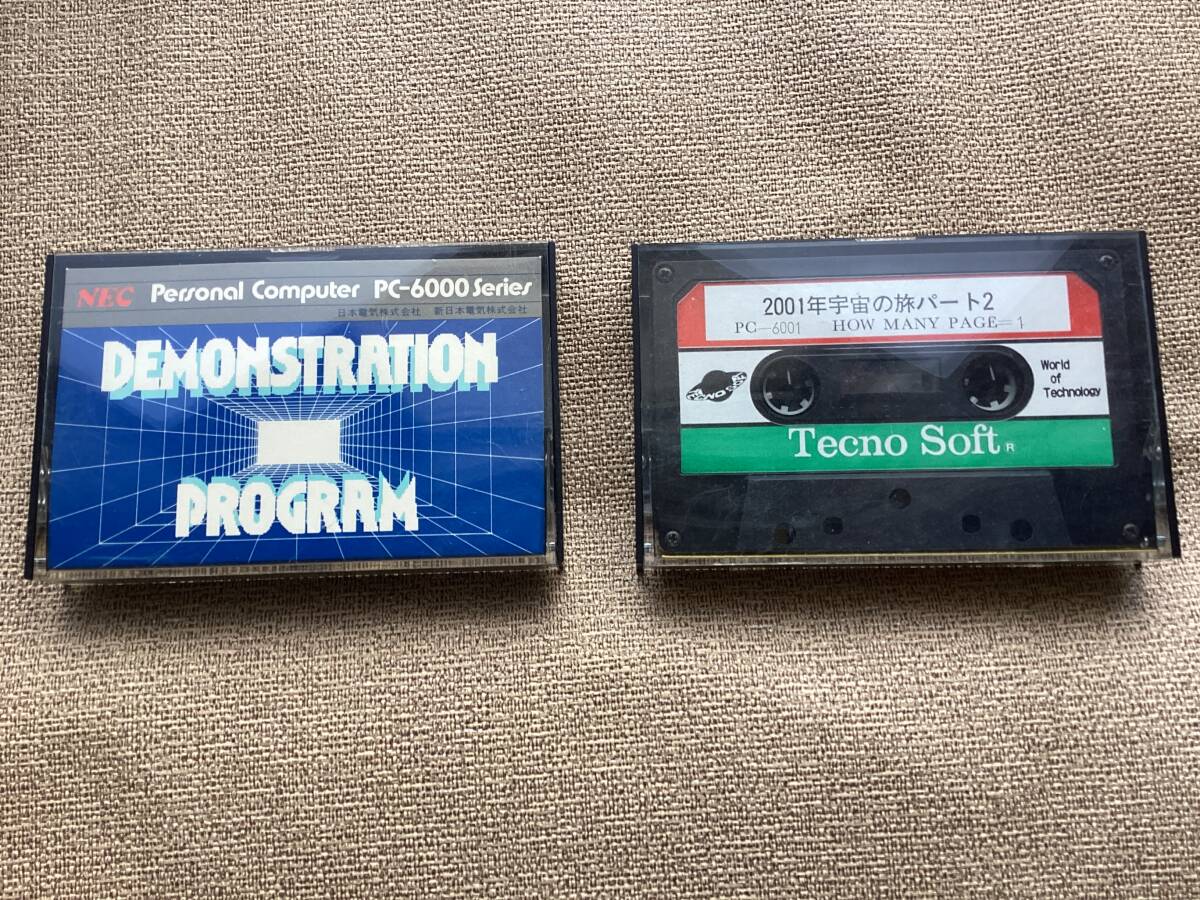 NEC Personal Computer PC-6000 Series
日本電気株式会社 新日本電気株式会社
DEMONSTRATION
PROGRAM
2001年宇宙の旅パート2
PC-6001 HOW MANY PAGE=1
TECNO SOFT
World
of
Technology
Tecno Soft R